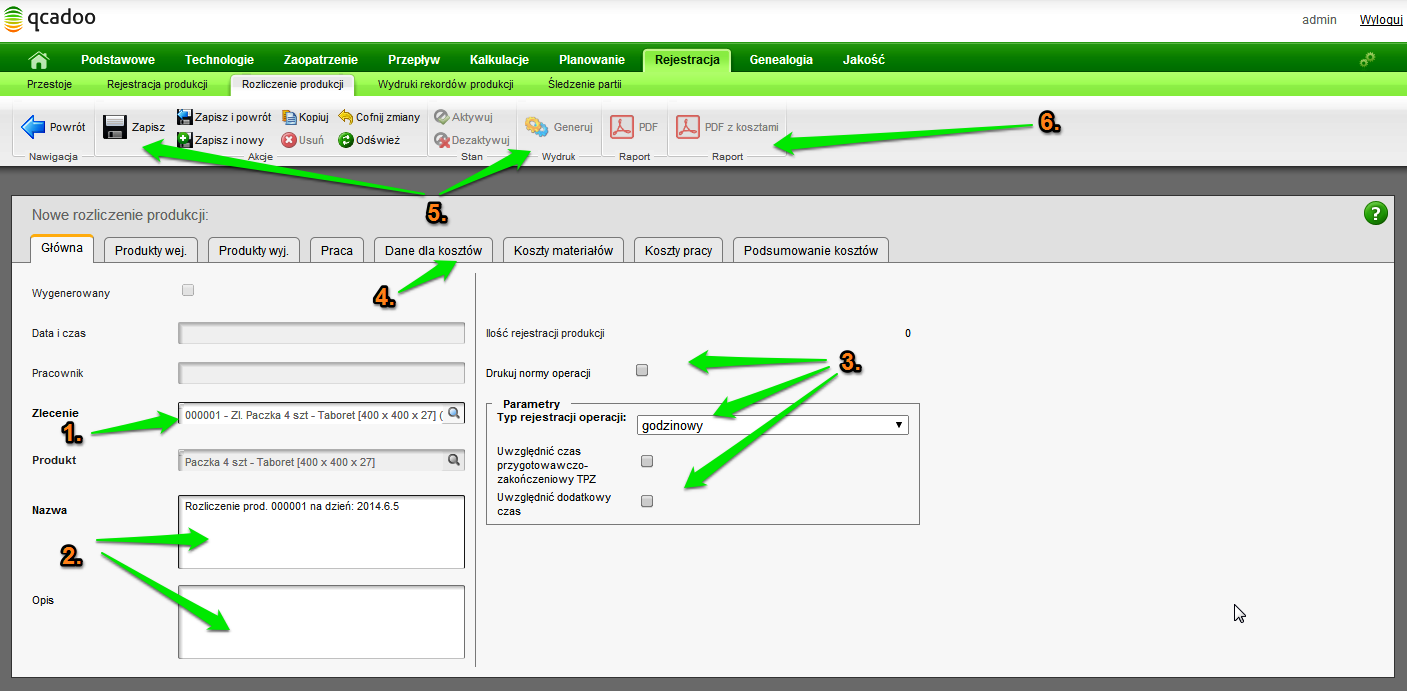 qcadoo
admin Wyloguj
Podstawowe Technologie Zaopatrzenie Przepływ Kalkulacje Planowanie Rejestracja Genealogia Jakość
Przestoje Rejestracja produkcji Rozliczenie produkcji Wydruki rekordów produkcji Śledzenie partii
Powrót Zapisz Zapisz i powrót Kopiuj Cofnij zmiany Aktywuj Generuj PDF PDF z kosztami 6.
Zapisz i nowy Usuń Odśwież Dezaktywuj
Nawigacja Akcje Stan Wydruk Raport Raport
5.
Nowe rozliczenie produkcji: ?
Główna Produkty wej. Produkty wyj. Praca Dane dla kosztów Koszty materiałów Koszty pracy Podsumowanie kosztów
4.
Wygenerowany
Data i czas
Pracownik
Zlecenie 000001 - Zl. Paczka 4 szt - Taboret [400 x 400 x 27] (
1.
Produkt Paczka 4 szt - Taboret [400 x 400 x 27]
Nazwa Rozliczenie prod. 000001 na dzień: 2014.6.5
2.
Opis
Ilość rejestracji produkcji 0
3.
Drukuj normy operacji
Parametry
Typ rejestracji operacji: godzinowy
Uwzględnić czas
przygotowawczo-
zakończeniowy TPZ
Uwzględnić dodatkowy
czas